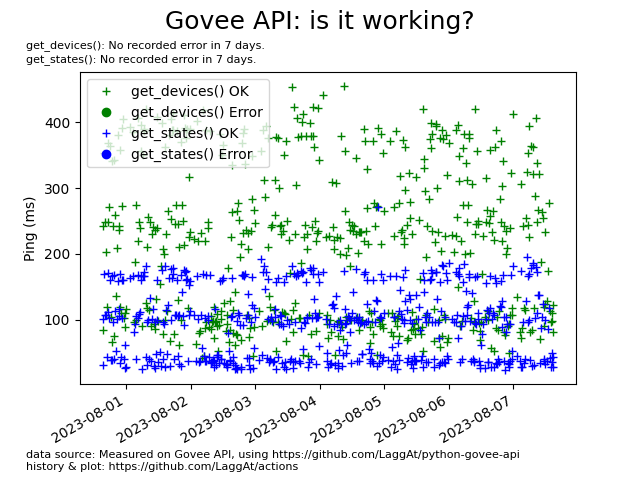 Govee API: is it working?
get_devices(): No recorded error in 7 days.
get_states(): No recorded error in 7 days.
get_devices() OK
get_devices() Error
get_states() OK
get_states() Error
Ping (ms)
400
300
200
100
2023-08-01
2023-08-02
2023-08-03
2023-08-04
2023-08-05
2023-08-06
2023-08-07
data source: Measured on Govee API, using https://github.com/LaggAt/python-govee-api
history & plot: https://github.com/LaggAt/actions